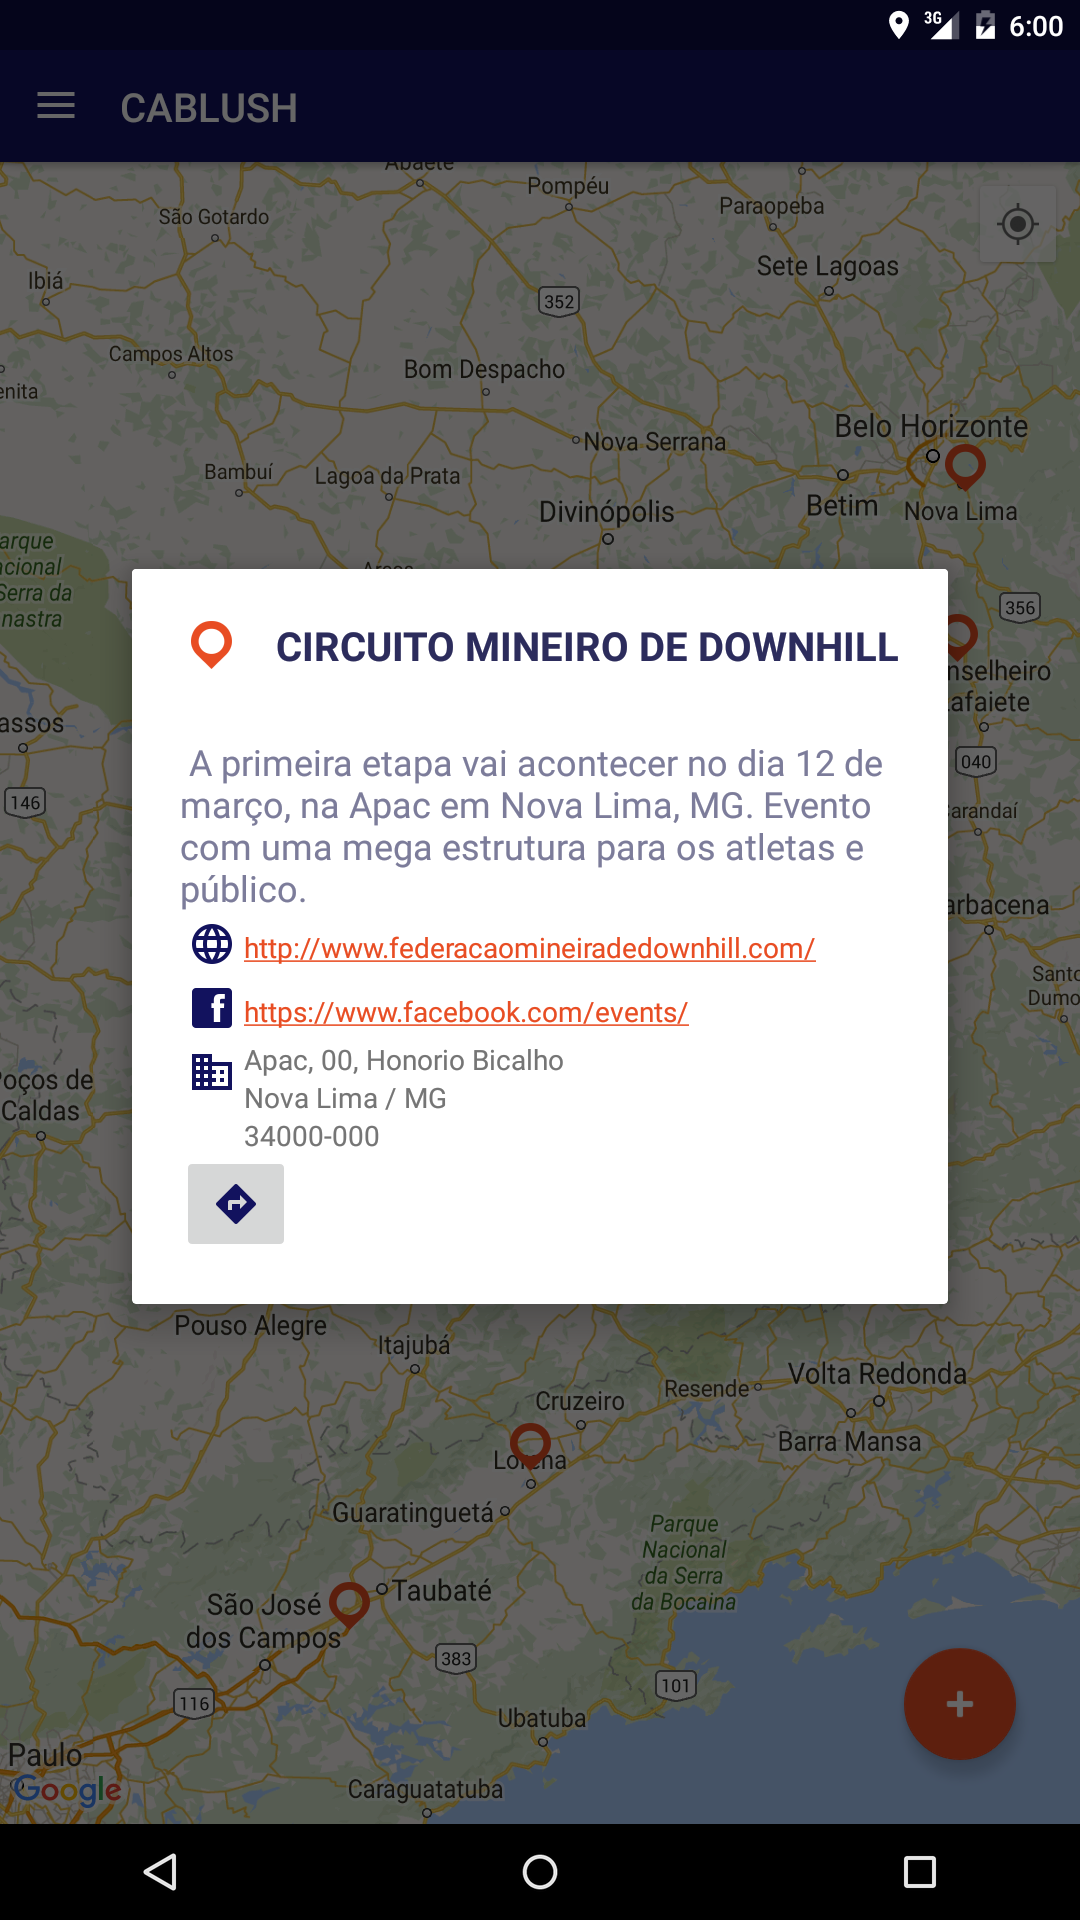 3G 6:00
CABLUSH
Abaeté
Pompéu
Paraopeba
São Gotardo
Sete Lagoas
Ibiá
352
Campos Altos
Bom Despacho
enita
Belo Horizonte
Nova Serrana
Bambuí
Lagoa da Prata
Betim
Nova Lima
Divinópolis
arque
acional
Serra da
nastra
356
CIRCUITO MINEIRO DE DOWNHILL
nselheiro
afaiete
assos
040
146
arandaí
A primeira etapa vai acontecer no dia 12 de
março, na Apac em Nova Lima, MG. Evento
com uma mega estrutura para os atletas e
público.
arbacena
http://www.federacaomineiradedownhill.com/
Santo
Dumo
https://www.facebook.com/events/
Apac, 00, Honorio Bicalho
Nova Lima / MG
34000-000
oços de
Caldas
Pouso Alegre
Itajubá
Volta Redonda
Resende
Cruzeiro
Barra Mansa
Lorena
Guaratinguetá
Parque
Nacional
da Serra
da Bocaina
Taubaté
São José
dos Campos
383
101
116
Ubatuba
Paulo
Google
Caraguatatuba